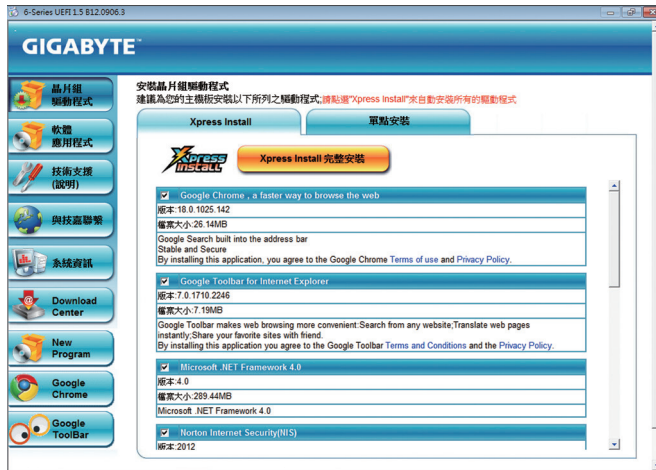 6-Series UEFI 1.5 B12.0906.3
GIGABYTE™
晶片組
驅動程式
軟體
應用程式
技術支援
(說明)
與技嘉聯繫
系統資訊
Download
Center
New
Program
Google
Chrome
Google
ToolBar
安裝晶片組驅動程式
建議為您的主機板安裝以下所列之驅動程式;請點選"Xpress Install"來自動安裝所有的驅動程式
Xpress Install
單點安裝
Xpress
INSTALL
Xpress Install 完整安裝
Google Chrome , a faster way to browse the web
版本:18.0.1025.142
檔案大小:26.14MB
Google Search built into the address bar
Stable and Secure
By installing this application, you agree to the Google Chrome Terms of use and Privacy Policy.
Google Toolbar for Internet Explorer
版本:7.0.1710.2246
檔案大小:7.19MB
Google Toolbar makes web browsing more convenient:Search from any website;Translate web pages
instantly;Share your favorite sites with friend.
By installing this application you agree to the Google Toolbar Terms and Conditions and the Privacy Policy.
Microsoft .NET Framework 4.0
版本:4.0
檔案大小:289.44MB
Microsoft .NET Framework 4.0
Norton Internet Security(NIS)
版本:2012